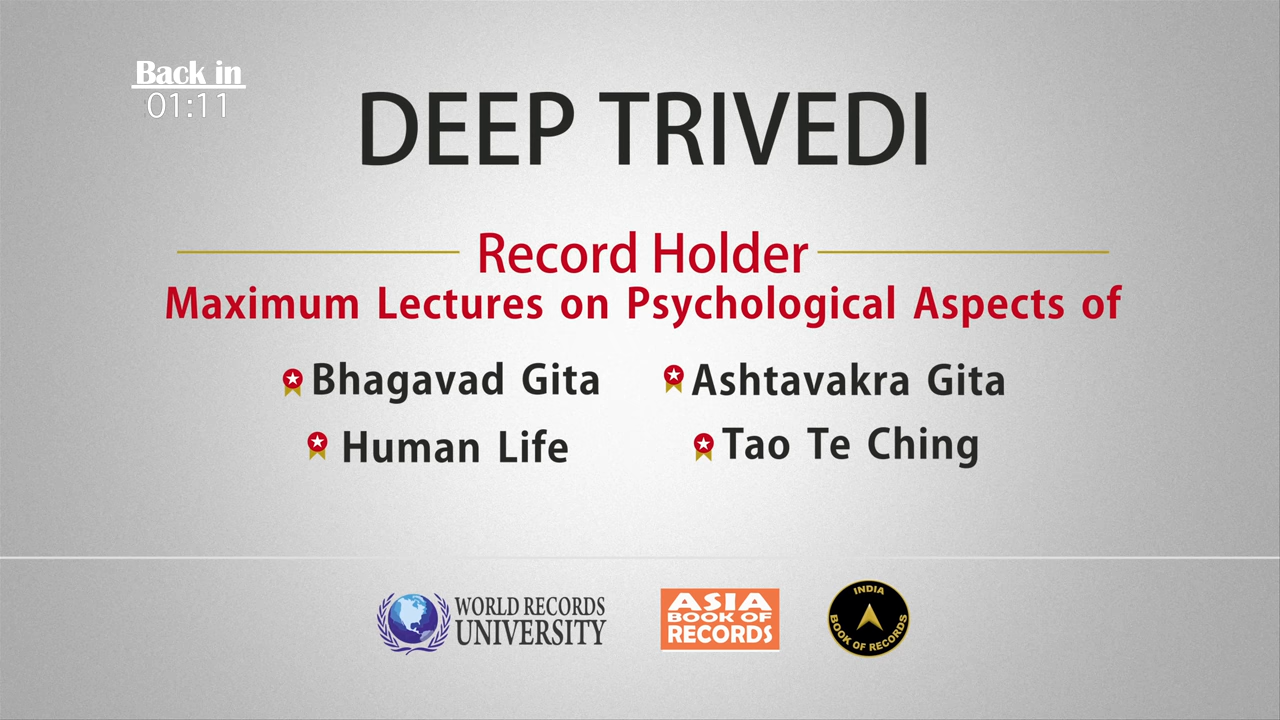 Back in
01:11
DEEP TRIVEDI
Record Holder
Maximum Lectures on Psychological Aspects of
Bhagavad Gita
Ashtavakra Gita
Human Life
Tao Te Ching
WORLD RECORDS
UNIVERSITY
ASIA
BOOK OF
RECORDS
INDIA
BOOK OF RECORDS